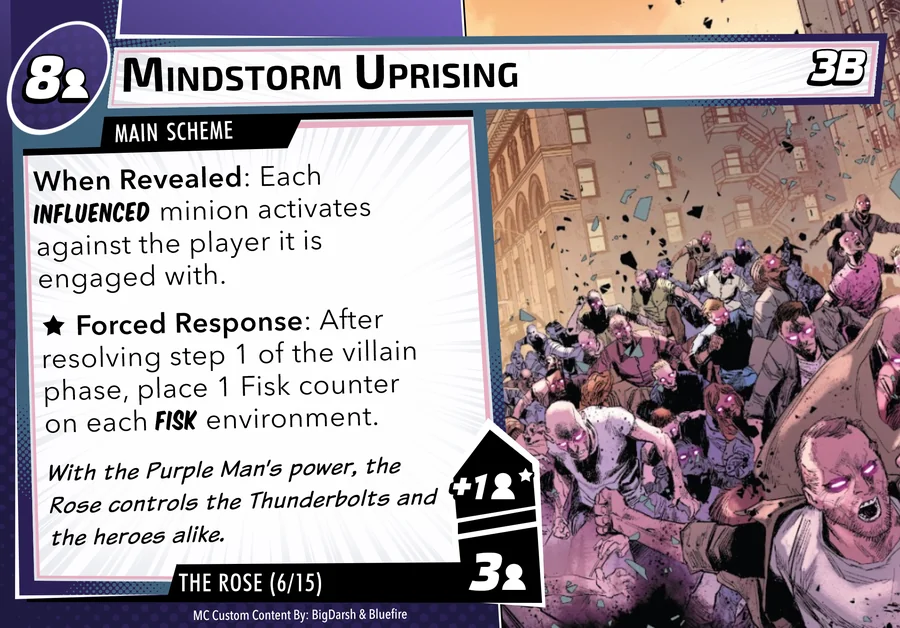 8
MINDSTORM UPRISING
3B
MAIN SCHEME
When Revealed: Each
INFLUENCED minion activates
against the player it is
engaged with.
★ Forced Response: After
resolving step 1 of the villain
phase, place 1 Fisk counter
on each FISK environment.
With the Purple Man's power, the
Rose controls the Thunderbolts and
the heroes alike.
+1★
3
THE ROSE (6/15)
MC Custom Content By: BigDarsh & Bluefire